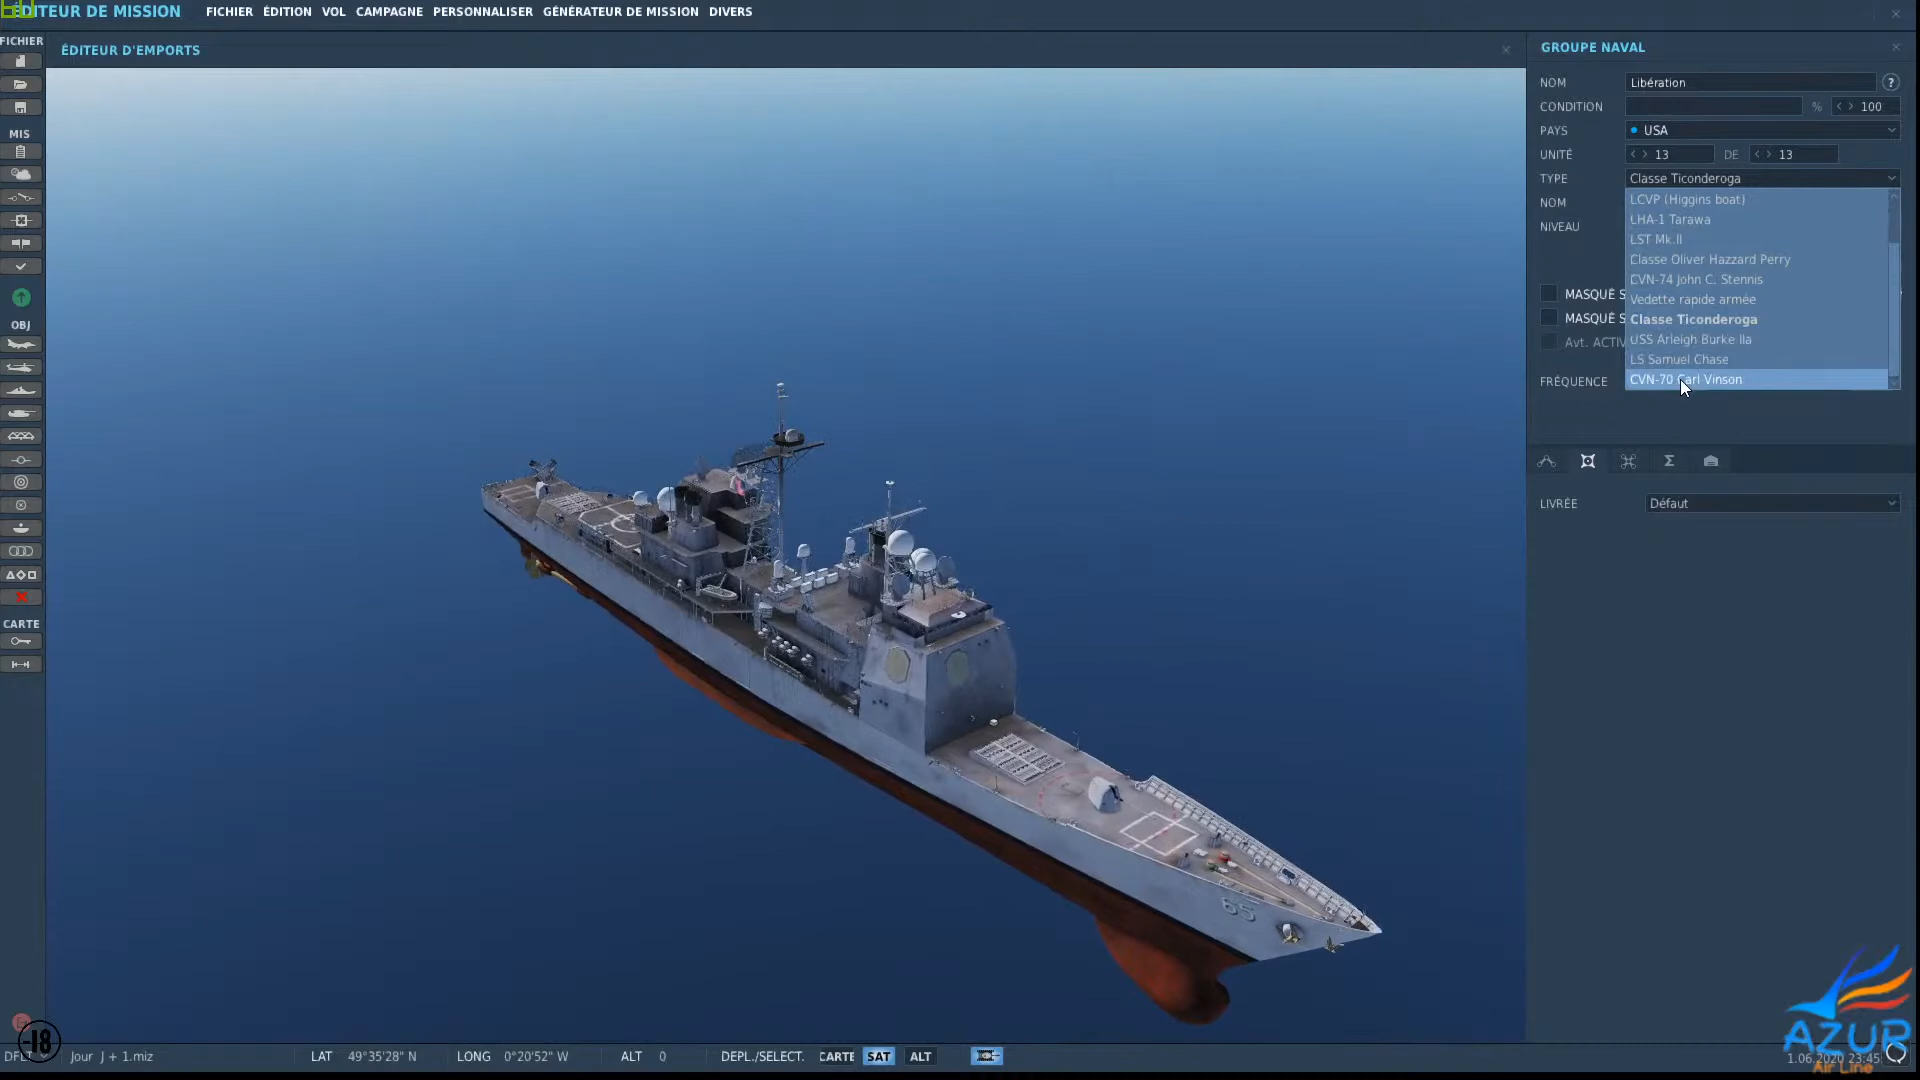 ÉDITEUR DE MISSION
FICHIER ÉDITION VOL CAMPAGNE PERSONNALISER GÉNÉRATEUR DE MISSION DIVERS
FICHIER
ÉDITEUR D'EMPORTS
MIS
OBJ
CARTE
GROUPE NAVAL
NOM Libération ?
CONDITION % < > 100
PAYS USA
UNITÉ < > 13 DE < > 13
TYPE Classe Ticonderoga
NOM
NIVEAU
LCVP (Higgins boat)
LHA-1 Tarawa
LST Mk.II
Classe Oliver Hazzard Perry
CVN-74 John C. Stennis
Vedette rapide armée
Classe Ticonderoga
USS Arleigh Burke IIa
LS Samuel Chase
CVN-70 Carl Vinson
MASQUÉ S
MASQUÉ S
Avt. ACTIV
FRÉQUENCE
Σ
LIVRÉE Défaut
65
-18
Jour J + 1.miz LAT 49°35'28" N LONG 0°20'52" W ALT 0 DEPL./SELECT. CARTE SAT ALT
1.06.2020 23:45
AZUR
Air Line